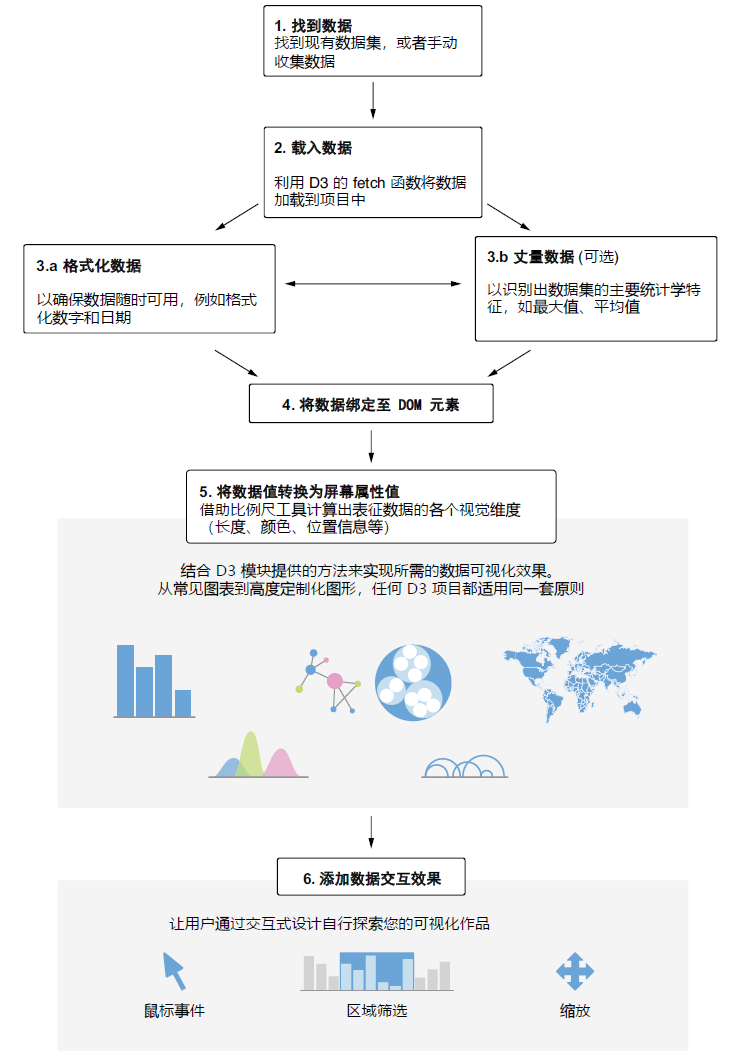 1. 找到数据
找到现有数据集，或者手动
收集数据
2. 载入数据
利用 D3 的 fetch 函数将数据
加载到项目中
3.a 格式化数据
以确保数据随时可用，例如格式
化数字和日期
3.b 丈量数据 (可选)
以识别出数据集的主要统计学特
征，如最大值、平均值
4. 将数据绑定至 DOM 元素
5. 将数据值转换为屏幕属性值
借助比例尺工具计算出表征数据的各个视觉维度
（长度、颜色、位置信息等）
结合 D3 模块提供的方法来实现所需的数据可视化效果。
从常见图表到高度定制化图形，任何 D3 项目都适用同一套原则
6. 添加数据交互效果
让用户通过交互式设计自行探索您的可视化作品
鼠标事件
区域筛选
缩放